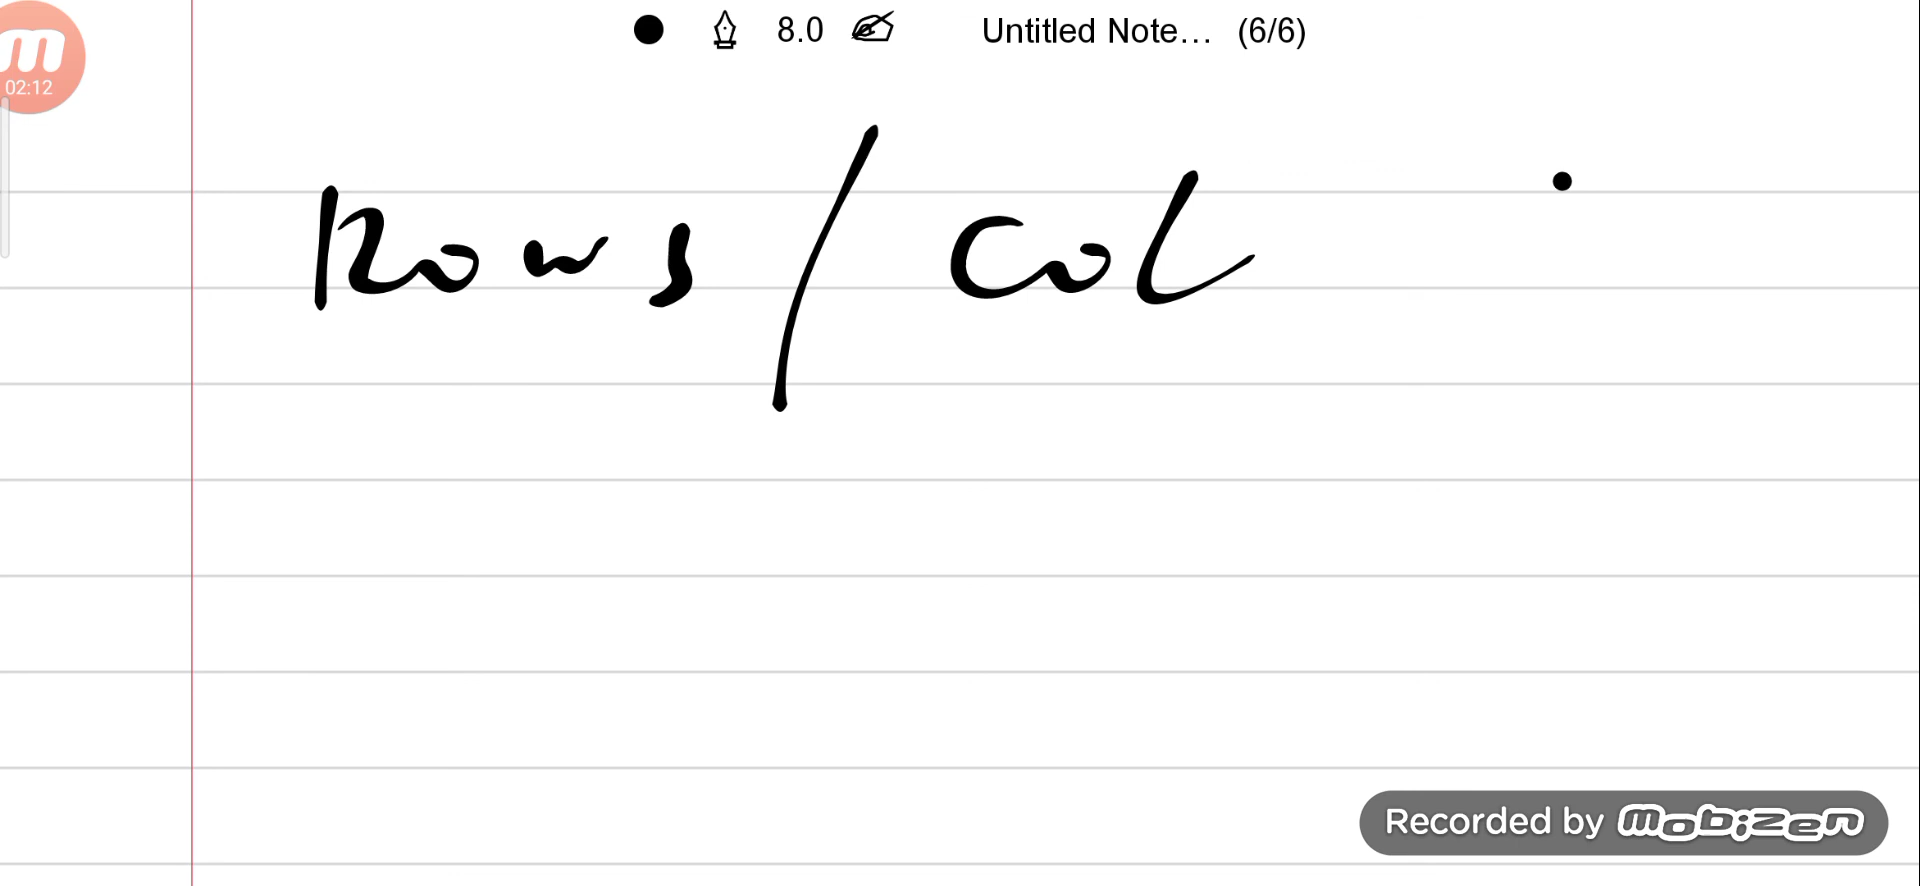 m 02:12 8.0 Untitled Note... (6/6)
Rows / Col
Recorded by mobizen